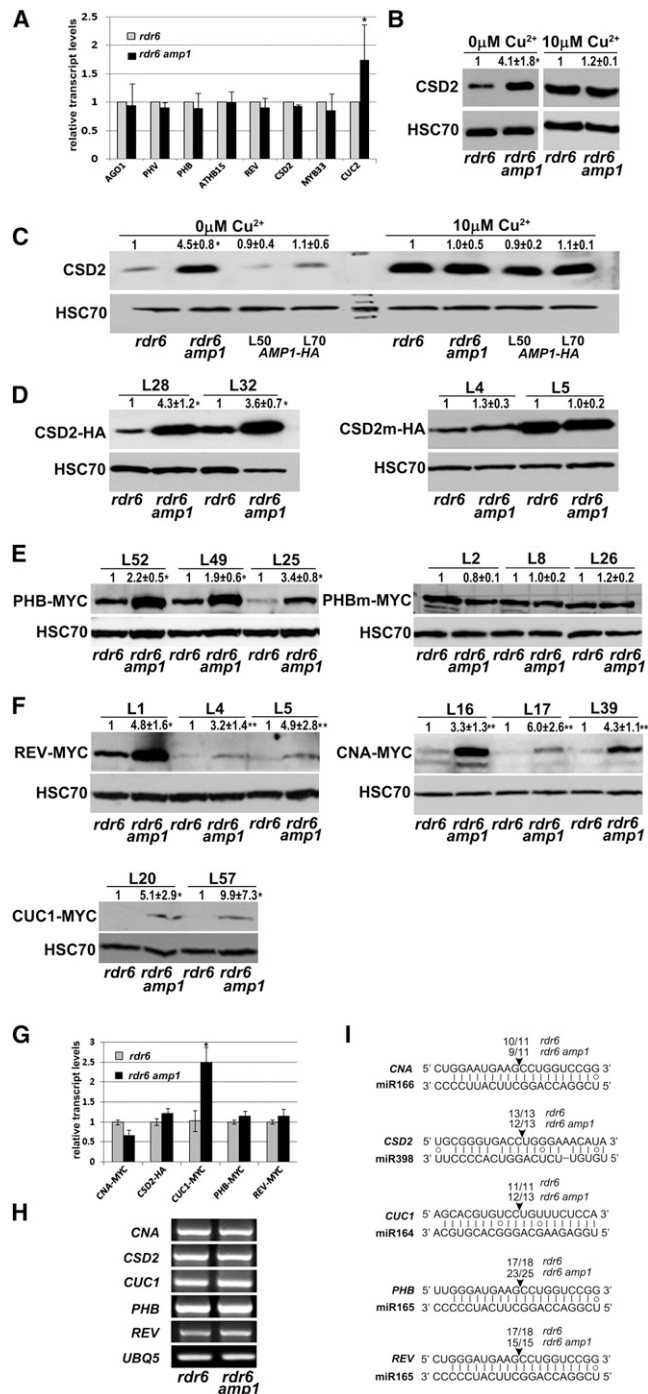 A
rdr6
rdr6 amp1
*
relative transcript levels
2.5
2
1.5
1
0.5
0
AGO1
PHV
PHB
ATHB15
REV
CSD2
MYB33
CUC2
B
0μM Cu²⁺ 10μM Cu²⁺
1 4.1±1.8* 1 1.2±0.1
CSD2
HSC70
rdr6 rdr6 amp1 rdr6 rdr6 amp1
C
0μM Cu²⁺ 10μM Cu²⁺
1 4.5±0.8* 0.9±0.4 1.1±0.6 1 1.0±0.5 0.9±0.2 1.1±0.1
CSD2
HSC70
rdr6 rdr6 amp1 L50 L70 rdr6 rdr6 amp1 L50 L70
AMP1-HA AMP1-HA
D
L28 L32
1 4.3±1.2* 1 3.6±0.7*
CSD2-HA
HSC70
rdr6 rdr6 amp1 rdr6 rdr6 amp1
L4 L5
1 1.3±0.3 1 1.0±0.2
CSD2m-HA
HSC70
rdr6 rdr6 amp1 rdr6 rdr6 amp1
E
L52 L49 L25
1 2.2±0.5* 1 1.9±0.6* 1 3.4±0.8*
PHB-MYC
HSC70
rdr6 rdr6 amp1 rdr6 rdr6 amp1 rdr6 rdr6 amp1
L2 L8 L26
1 0.8±0.1 1 1.0±0.2 1 1.2±0.2
PHBm-MYC
HSC70
rdr6 rdr6 amp1 rdr6 rdr6 amp1 rdr6 rdr6 amp1
F
L1 L4 L5
1 4.8±1.6* 1 3.2±1.4** 1 4.9±2.8**
REV-MYC
HSC70
rdr6 rdr6 amp1 rdr6 rdr6 amp1 rdr6 rdr6 amp1
L16 L17 L39
1 3.3±1.3** 1 6.0±2.6** 1 4.3±1.1**
CNA-MYC
HSC70
rdr6 rdr6 amp1 rdr6 rdr6 amp1 rdr6 rdr6 amp1
L20 L57
1 5.1±2.9* 1 9.9±7.3*
CUC1-MYC
HSC70
rdr6 rdr6 amp1 rdr6 rdr6 amp1
G
rdr6
rdr6 amp1
*
relative transcript levels
3
2.5
2
1.5
1
0.5
0
CNA-MYC
CSD2-HA
CUC1-MYC
PHB-MYC
REV-MYC
H
CNA
CSD2
CUC1
PHB
REV
UBQ5
rdr6 rdr6 amp1
I
10/11 rdr6
9/11 rdr6 amp1
CNA 5' CUGGAAUGAAGCCUGGUCCGG 3'
miR166 3' CCCCUUACUUCGGACCAGGCU 5'
13/13 rdr6
12/13 rdr6 amp1
CSD2 5' UGCGGGUGACCUGGGAAACAUA 3'
miR398 3' UUCCCCACUGGACUCU–UGUGU 5'
11/11 rdr6
12/13 rdr6 amp1
CUC1 5' AGCACGUGUCCUGUUUCUCCA 3'
miR164 3' ACGUGCACGGGACGAAGAGGU 5'
17/18 rdr6
23/25 rdr6 amp1
PHB 5' UUGGGAUGAAGCCUGGUCCGG 3'
miR165 3' CCCCCUACUUCGGACCAGGCU 5'
17/18 rdr6
15/15 rdr6 amp1
REV 5' CUGGGAUGAAGCCUGGUCCGG 3'
miR165 3' CCCCCUACUUCGGACCAGGCU 5'